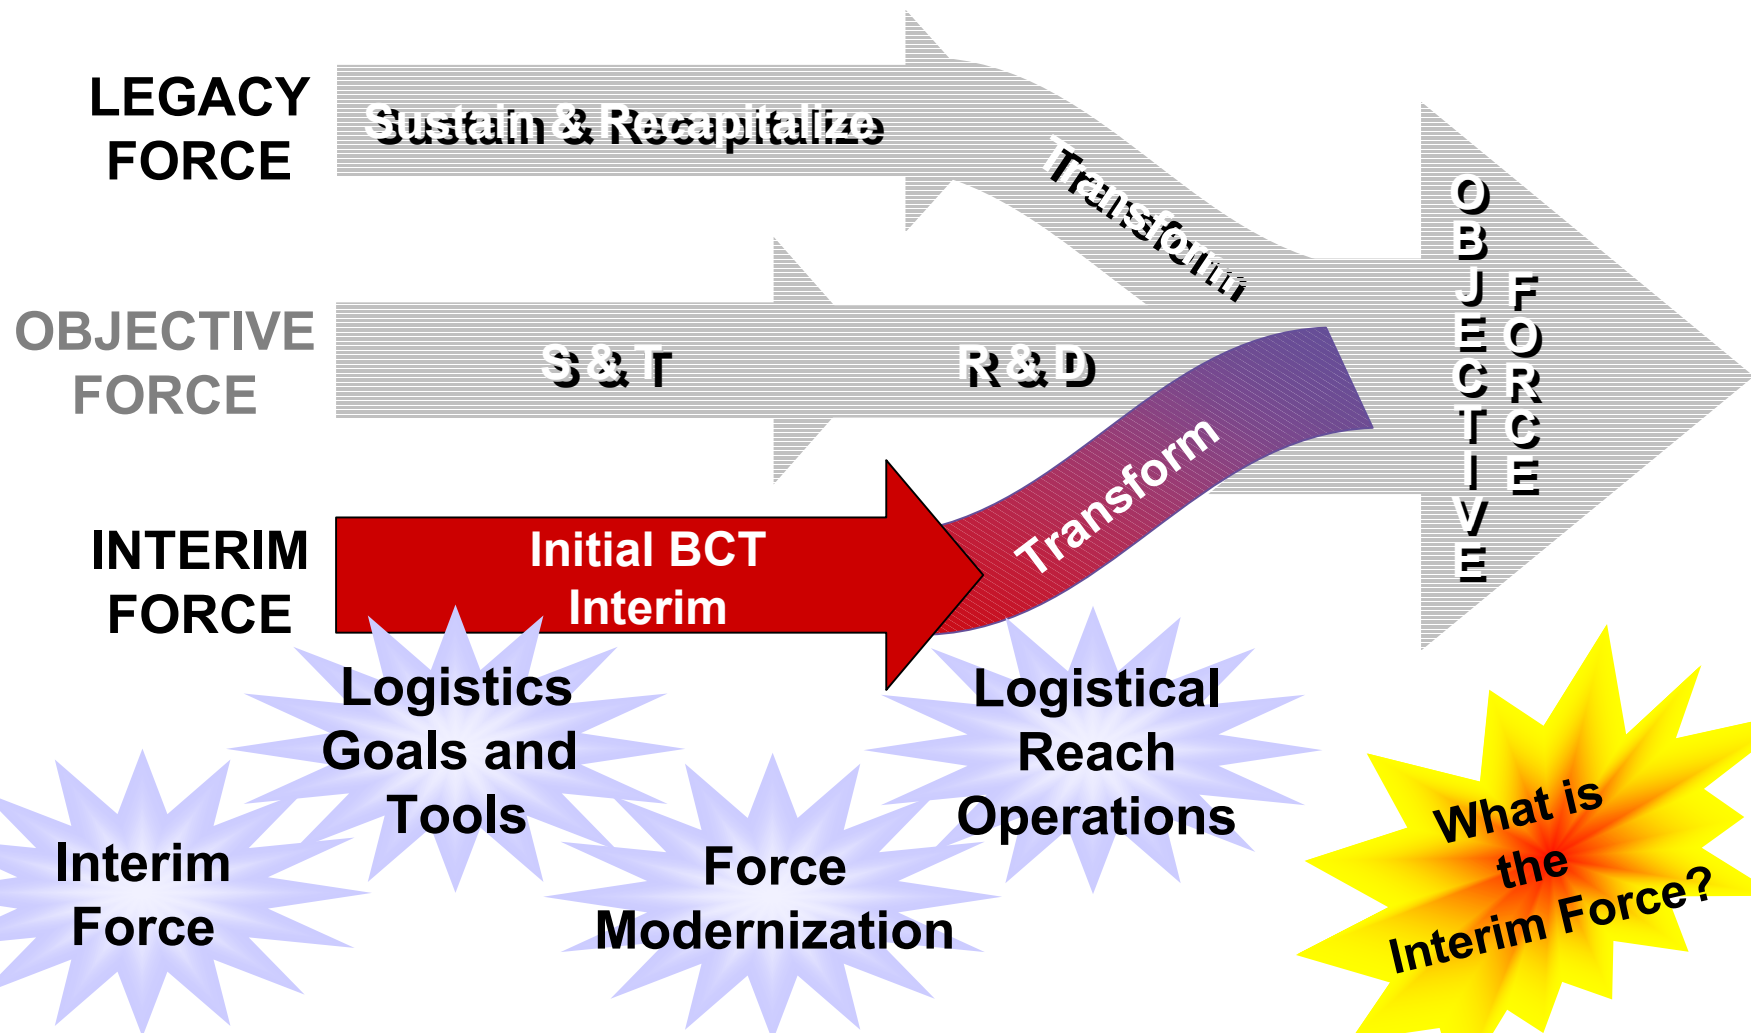 LEGACY
FORCE
Sustain & Recapitalize
Transform
OBJECTIVE
FORCE
S & T
R & D
OBJECTIVE
FORCE
INTERIM
FORCE
Initial BCT
Interim
Transform
Logistics
Goals and
Tools
Logistical
Reach
Operations
Interim
Force
Force
Modernization
What is
the
Interim Force?